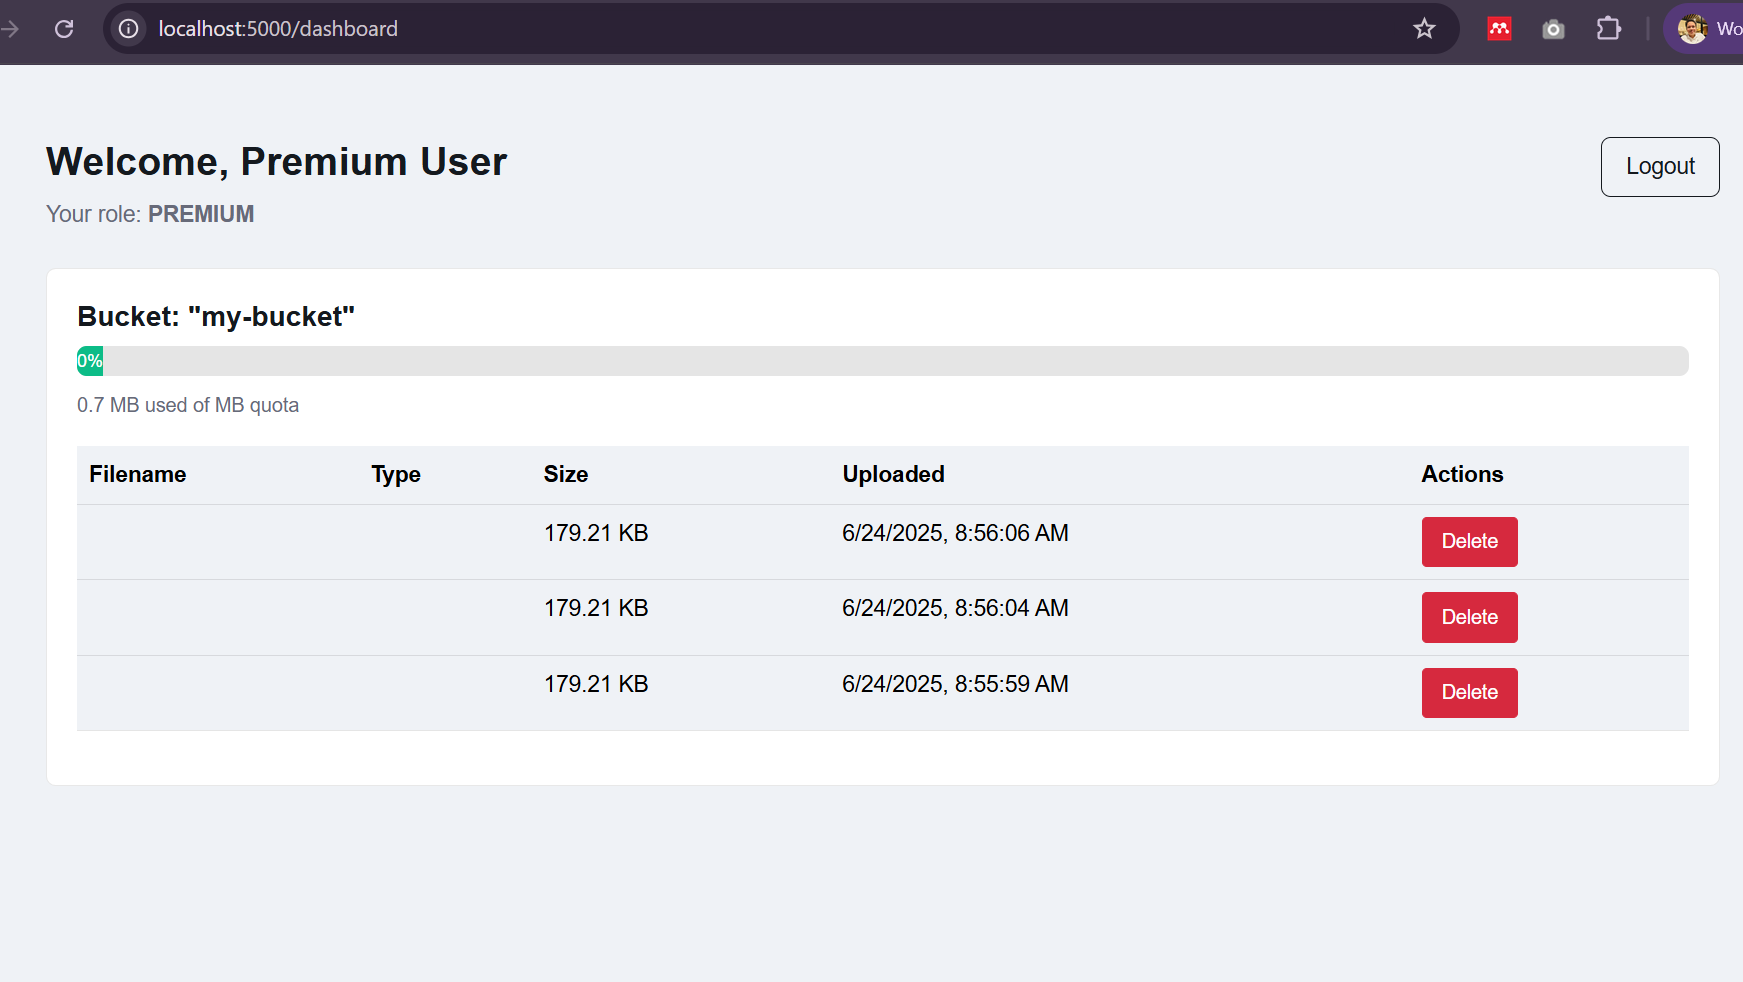 localhost:5000/dashboard
Wo
Welcome, Premium User
Logout
Your role: PREMIUM
Bucket: "my-bucket"
0%
0.7 MB used of MB quota
Filename Type Size Uploaded Actions
179.21 KB 6/24/2025, 8:56:06 AM Delete
179.21 KB 6/24/2025, 8:56:04 AM Delete
179.21 KB 6/24/2025, 8:55:59 AM Delete